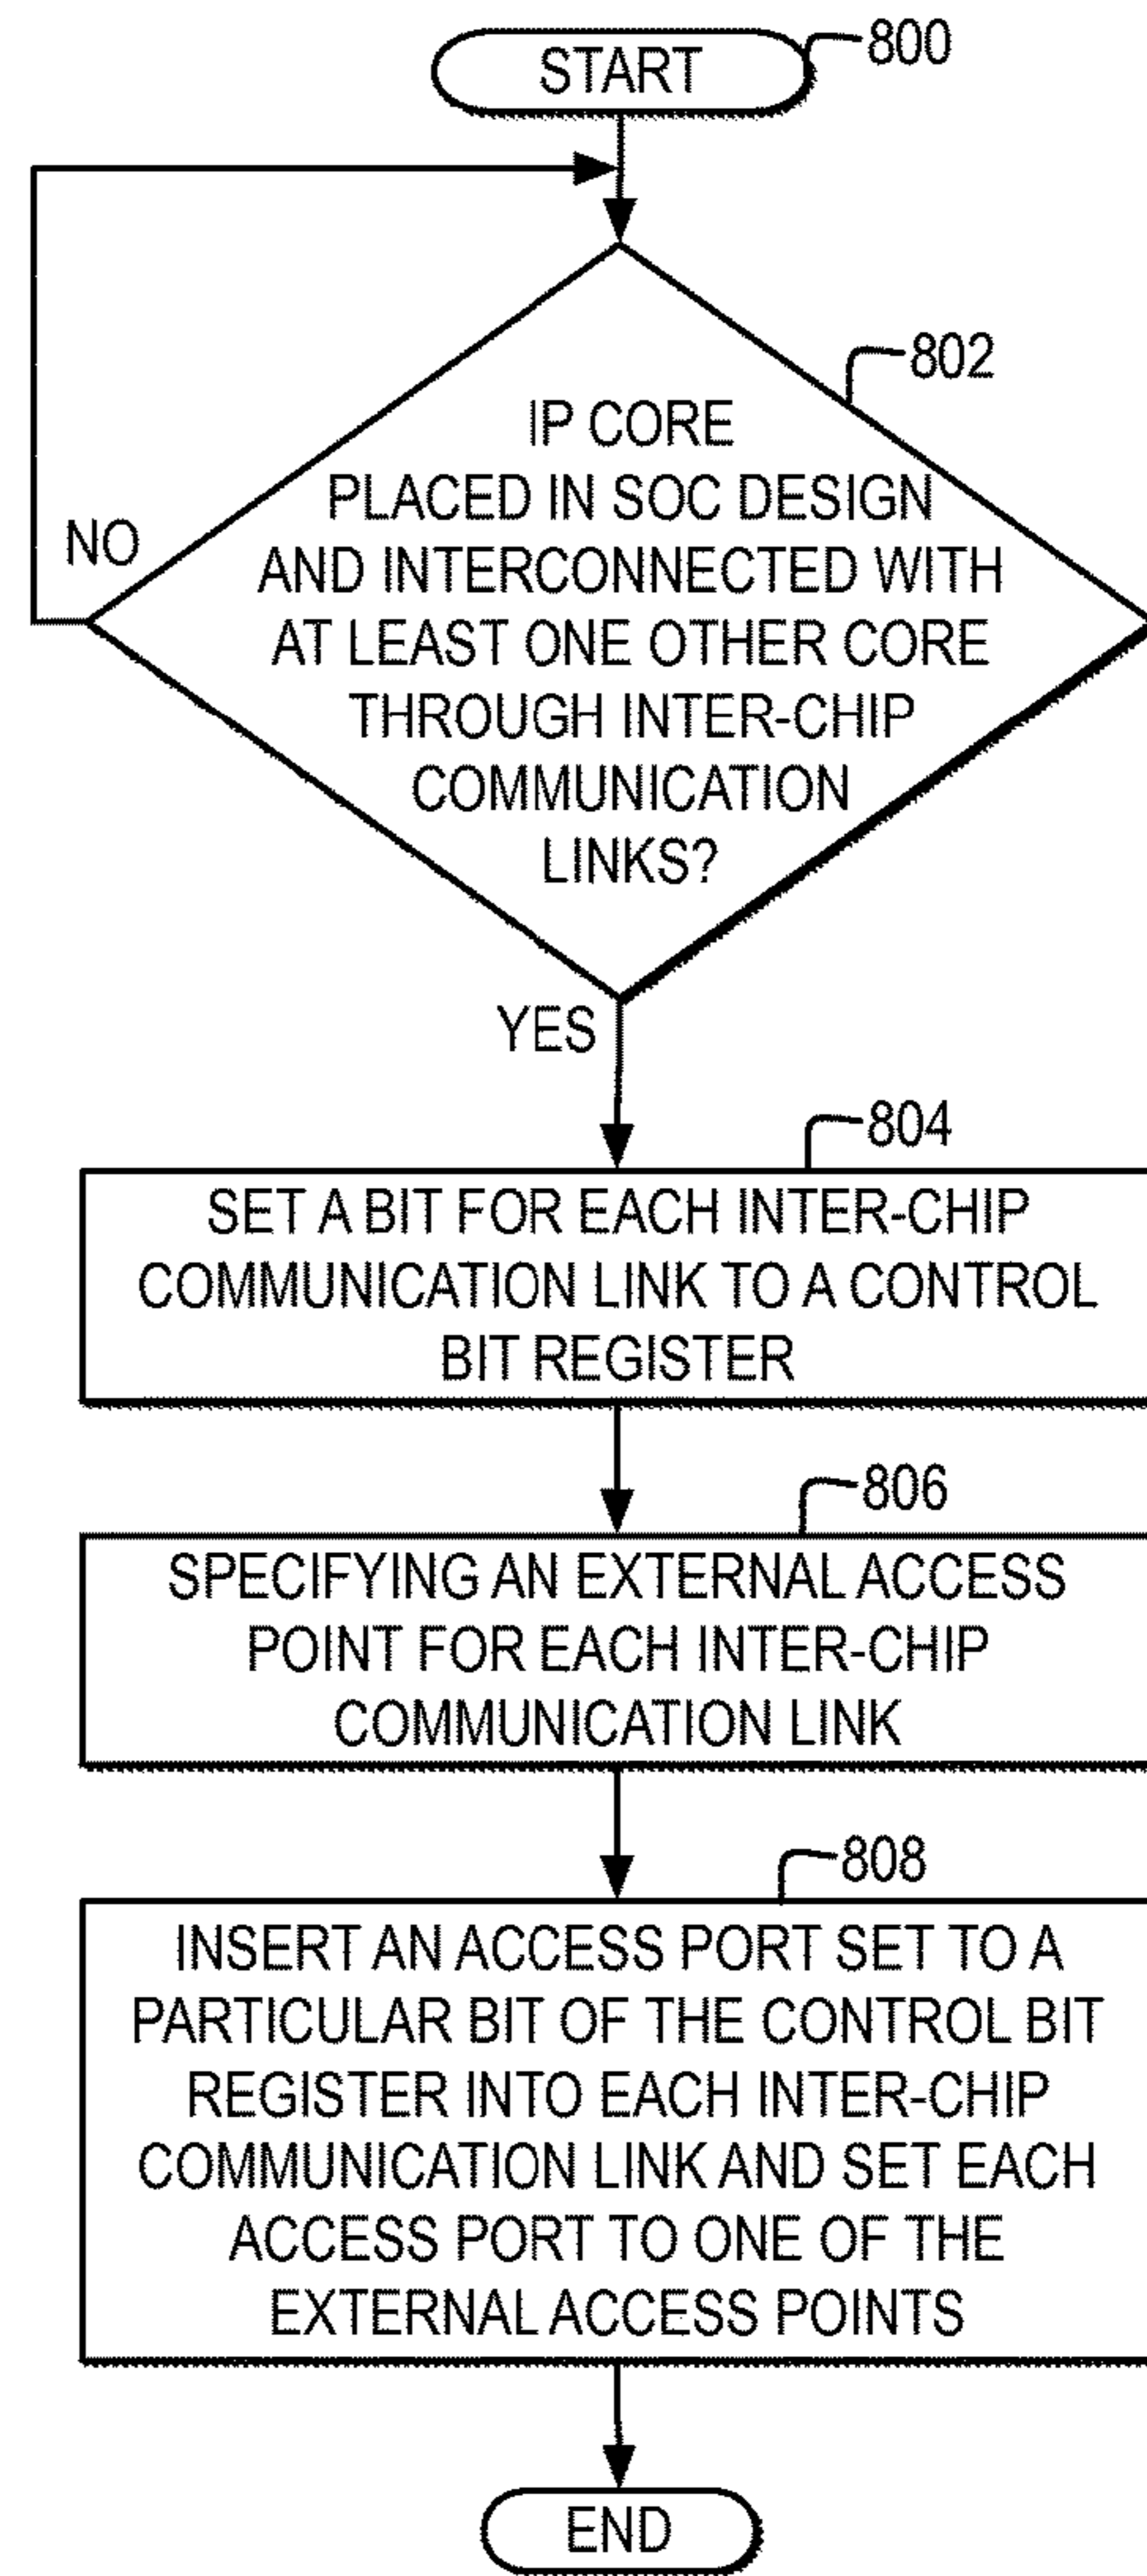 START
800
802
IP CORE
PLACED IN SOC DESIGN
AND INTERCONNECTED WITH
AT LEAST ONE OTHER CORE
THROUGH INTER-CHIP
COMMUNICATION
LINKS?
NO
YES
804
SET A BIT FOR EACH INTER-CHIP
COMMUNICATION LINK TO A CONTROL
BIT REGISTER
806
SPECIFYING AN EXTERNAL ACCESS
POINT FOR EACH INTER-CHIP
COMMUNICATION LINK
808
INSERT AN ACCESS PORT SET TO A
PARTICULAR BIT OF THE CONTROL BIT
REGISTER INTO EACH INTER-CHIP
COMMUNICATION LINK AND SET EACH
ACCESS PORT TO ONE OF THE
EXTERNAL ACCESS POINTS
END